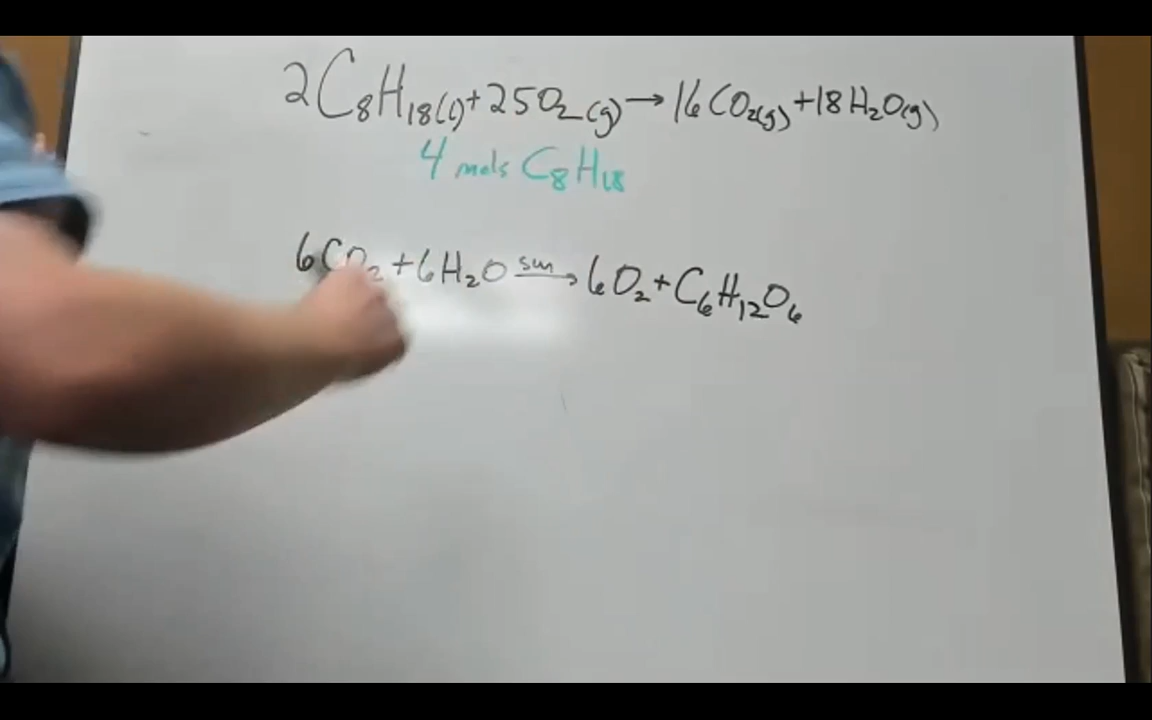 2C₈H₁₈(l) + 25O₂(g) → 16CO₂(g) + 18H₂O(g)
4 mols C₈H₁₈
6CO₂ + 6H₂O sun→ 6O₂ + C₆H₁₂O₆